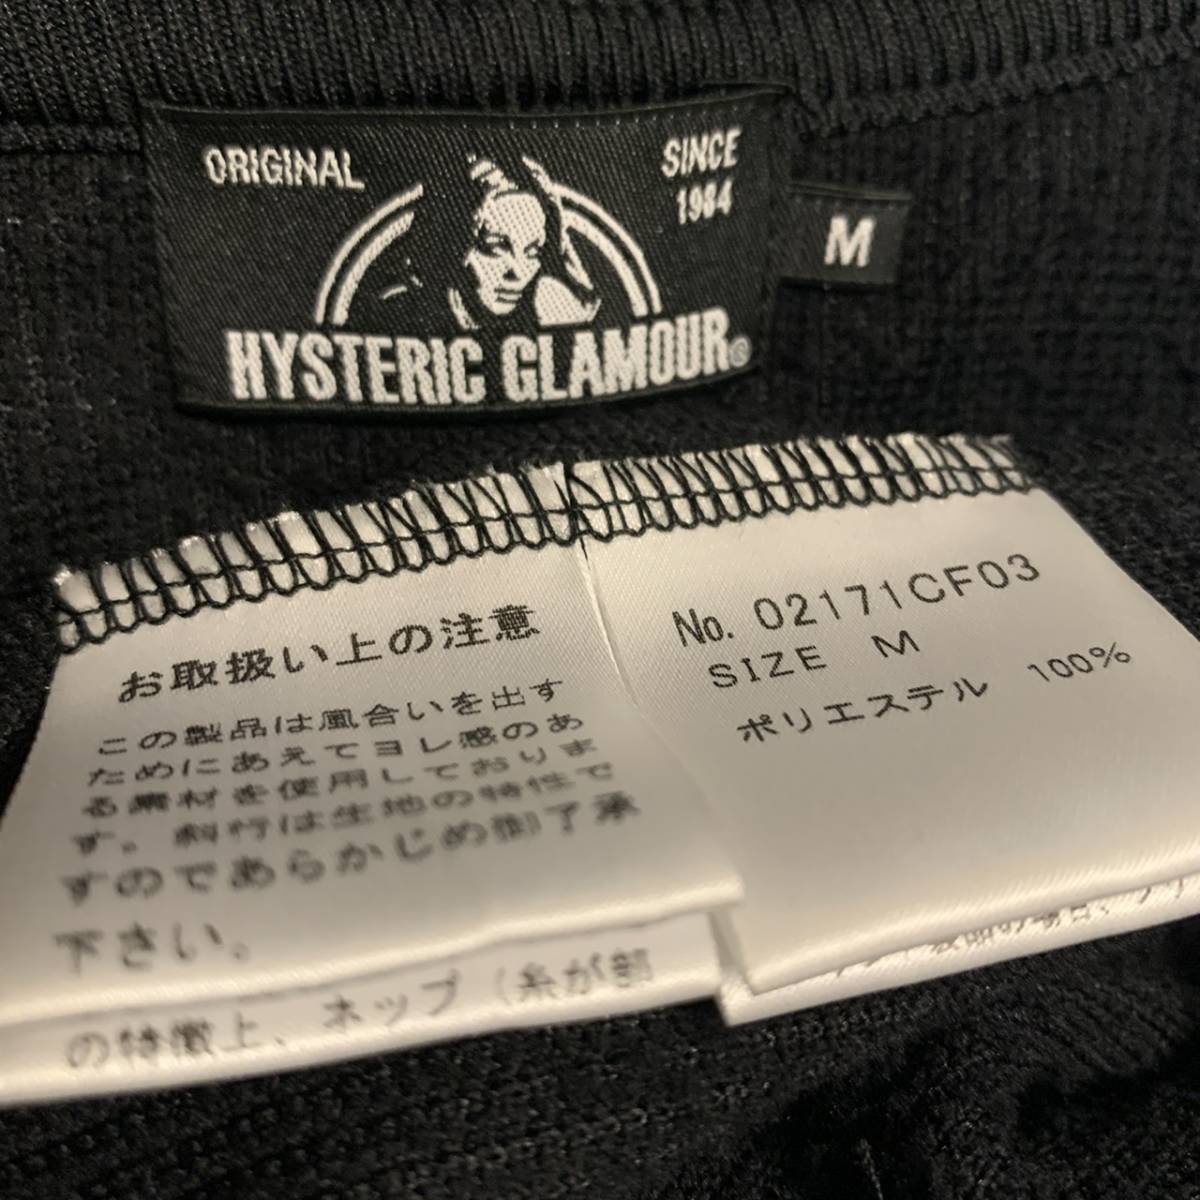 ORIGINAL
SINCE
1984
HYSTERIC GLAMOUR®
M
お取扱い上の注意
この製品は風合いを出す
ためにあえてヨレ感のあ
る素材を使用しておりま
す。斜行は生地の特性で
すのであらかじめ御了承
下さい。
の特徴上、ネップ（糸が部
No. 02171CF03
SIZE M
ポリエステル 100%